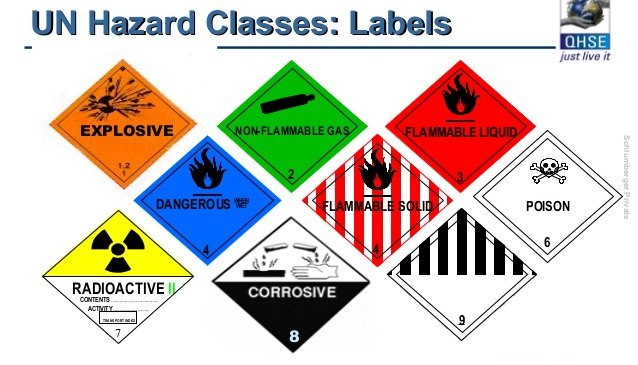 UN Hazard Classes: Labels
QHSE
just live it
EXPLOSIVE
1.2
1
NON-FLAMMABLE GAS
2
FLAMMABLE LIQUID
3
DANGEROUS WHEN WET
4
FLAMMABLE SOLID
4
POISON
6
RADIOACTIVE II
CONTENTS
ACTIVITY
TRANSPORT INDEX
7
CORROSIVE
8
9
Schlumberger Private